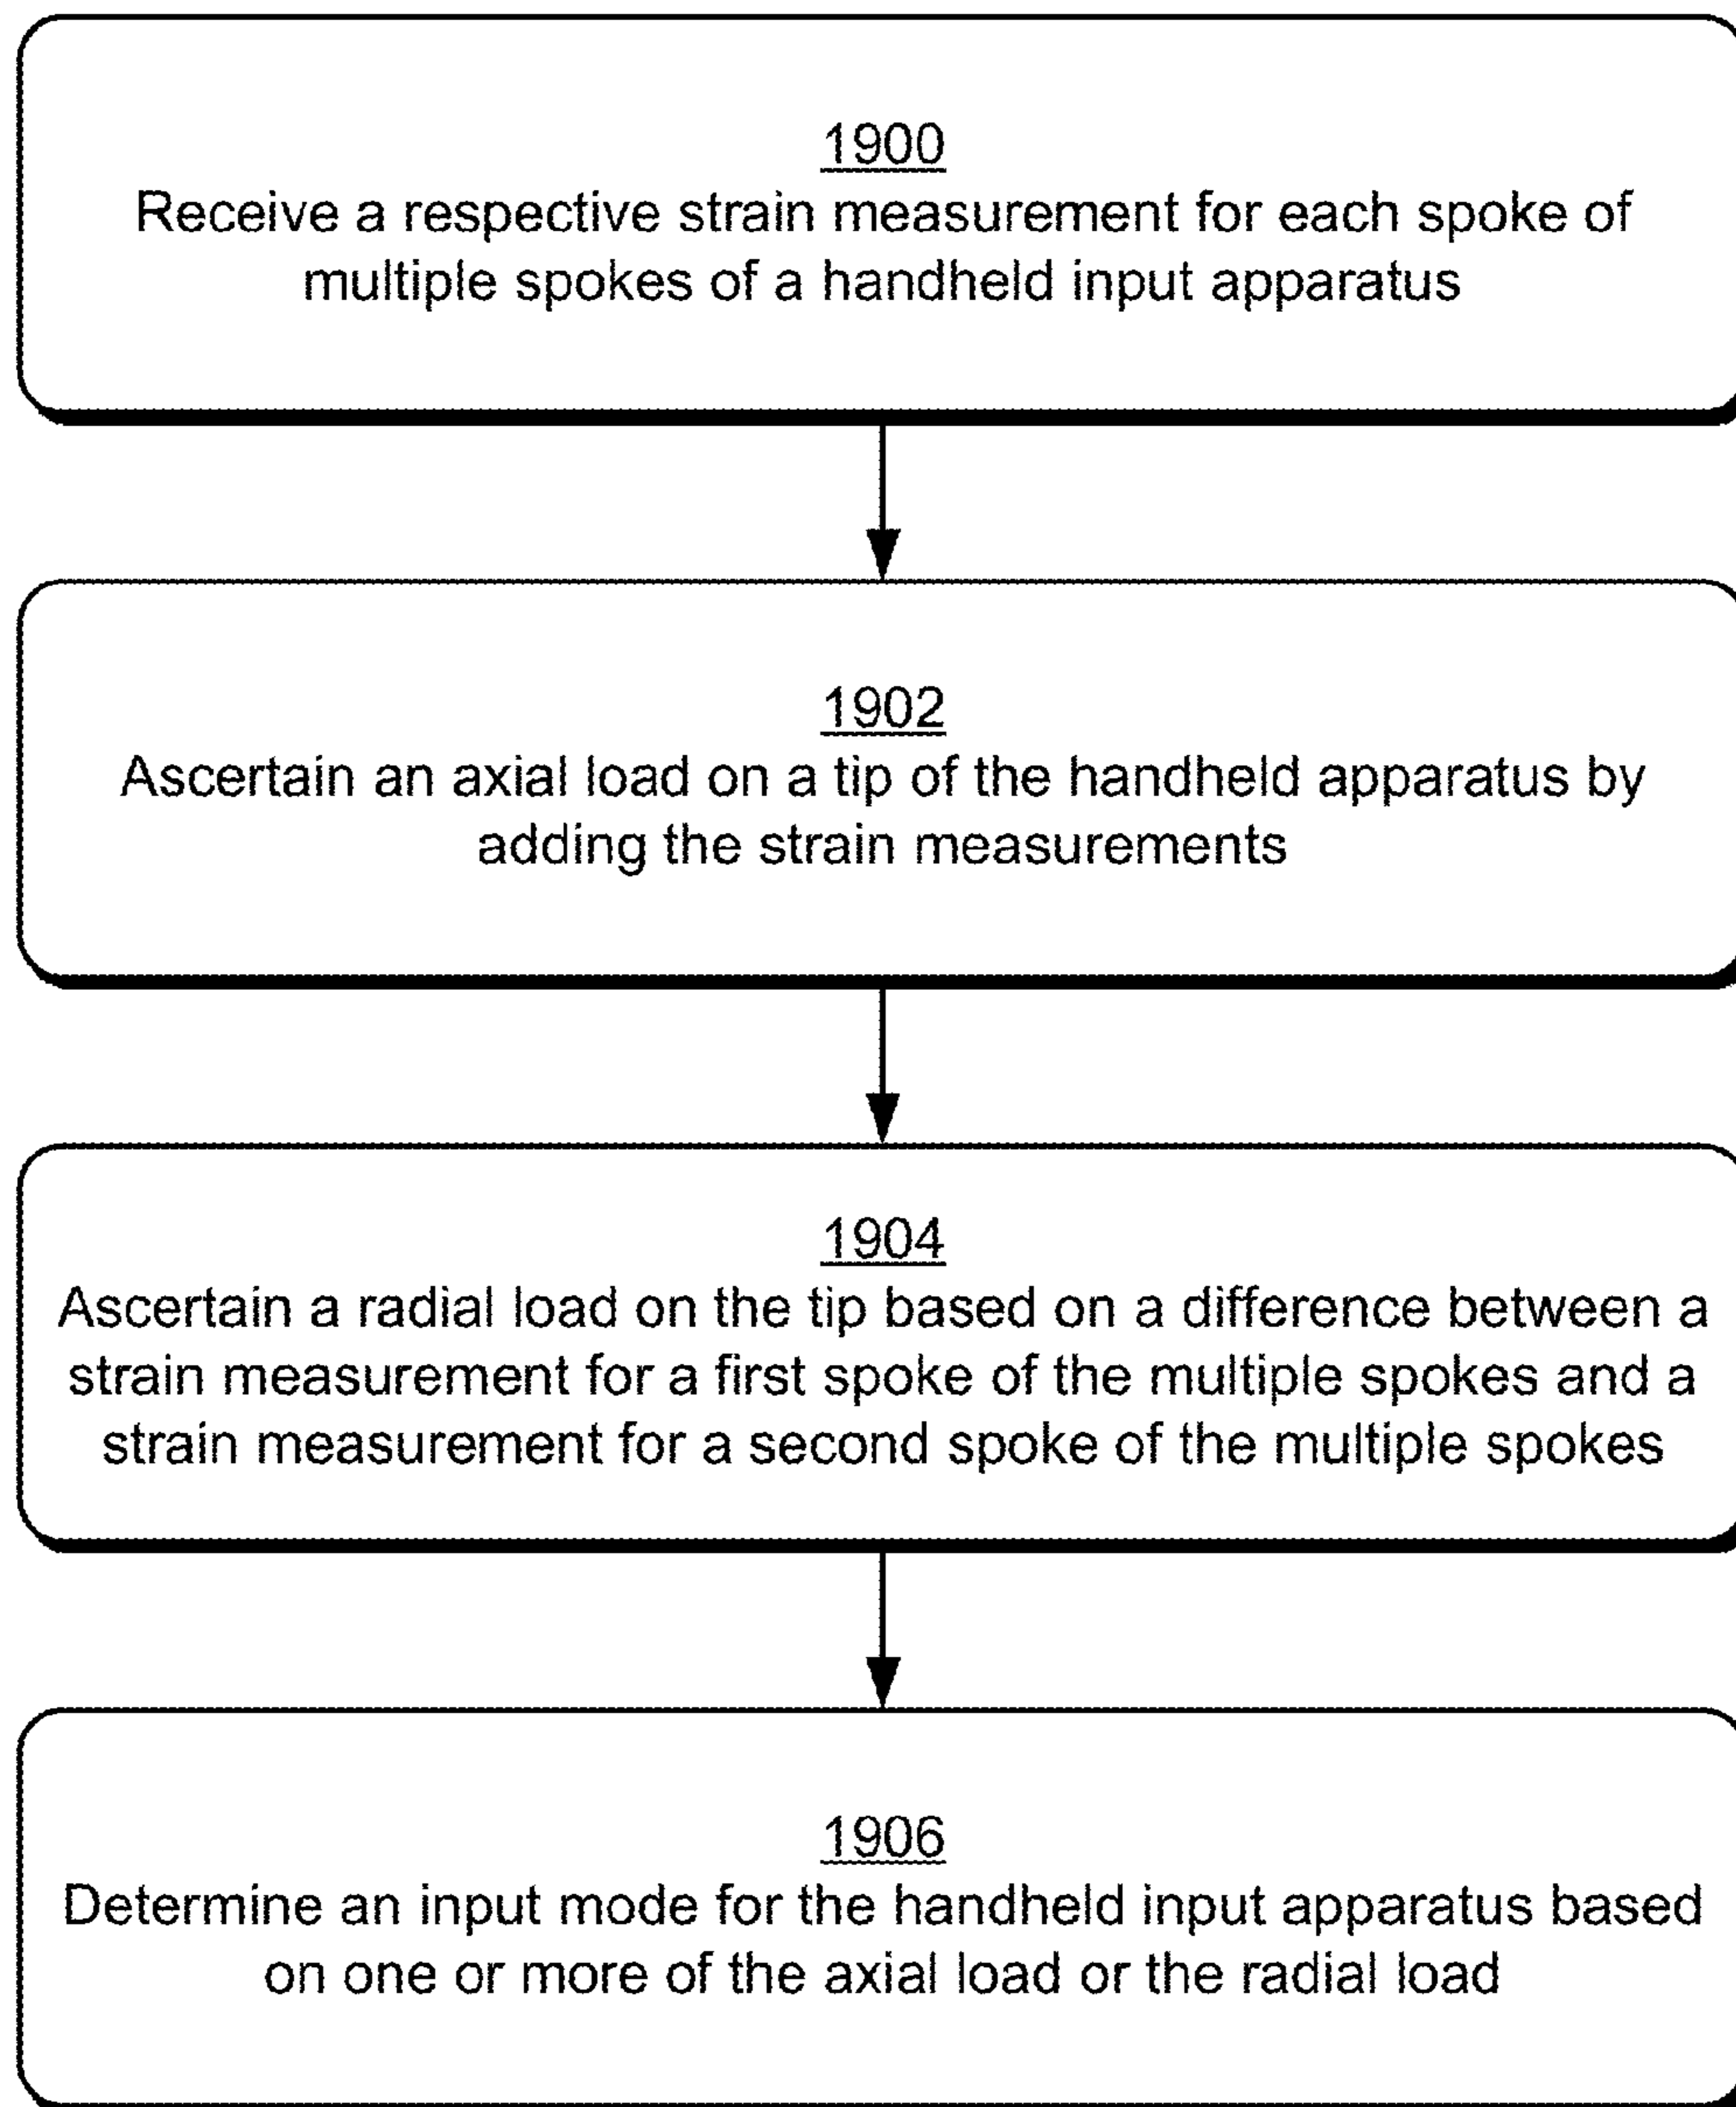 1900
Receive a respective strain measurement for each spoke of
multiple spokes of a handheld input apparatus
1902
Ascertain an axial load on a tip of the handheld apparatus by
adding the strain measurements
1904
Ascertain a radial load on the tip based on a difference between a
strain measurement for a first spoke of the multiple spokes and a
strain measurement for a second spoke of the multiple spokes
1906
Determine an input mode for the handheld input apparatus based
on one or more of the axial load or the radial load